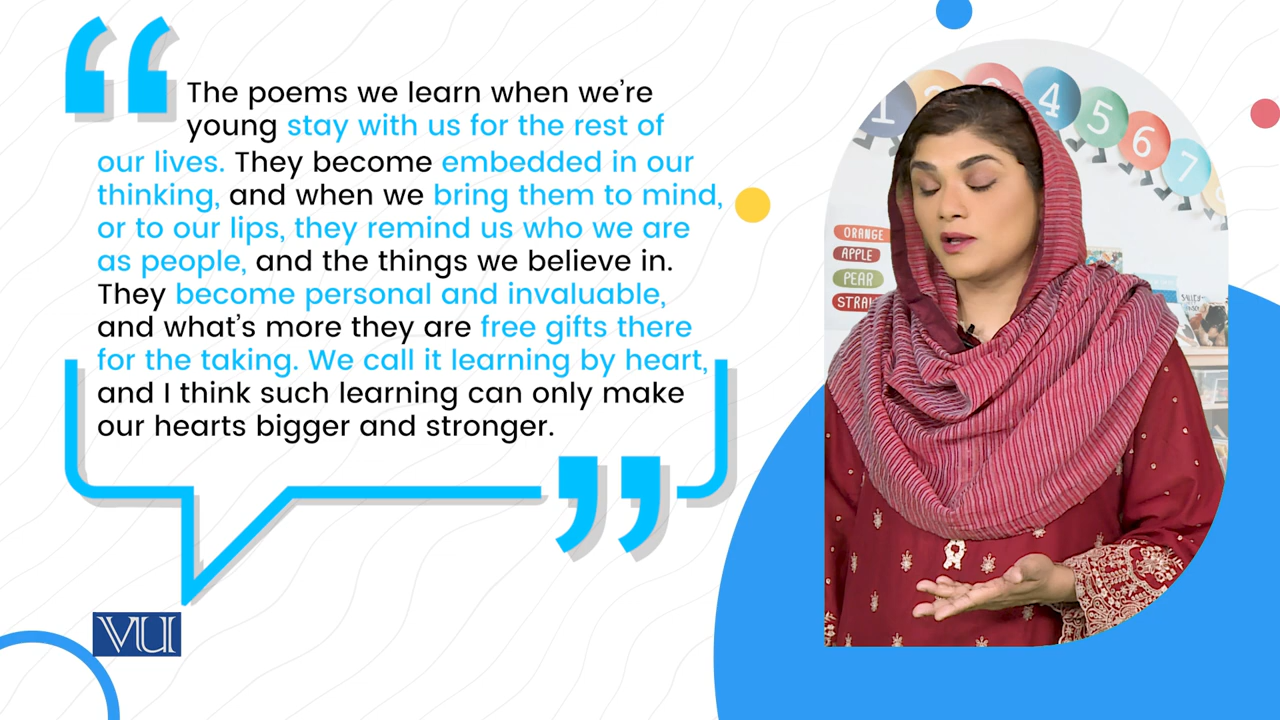 The poems we learn when we're
young stay with us for the rest of
our lives. They become embedded in our
thinking, and when we bring them to mind,
or to our lips, they remind us who we are
as people, and the things we believe in.
They become personal and invaluable,
and what's more they are free gifts there
for the taking. We call it learning by heart,
and I think such learning can only make
our hearts bigger and stronger.
VU
1 2 3 4 5 6 7
ORANGE
APPLE
PEAR
STRAW